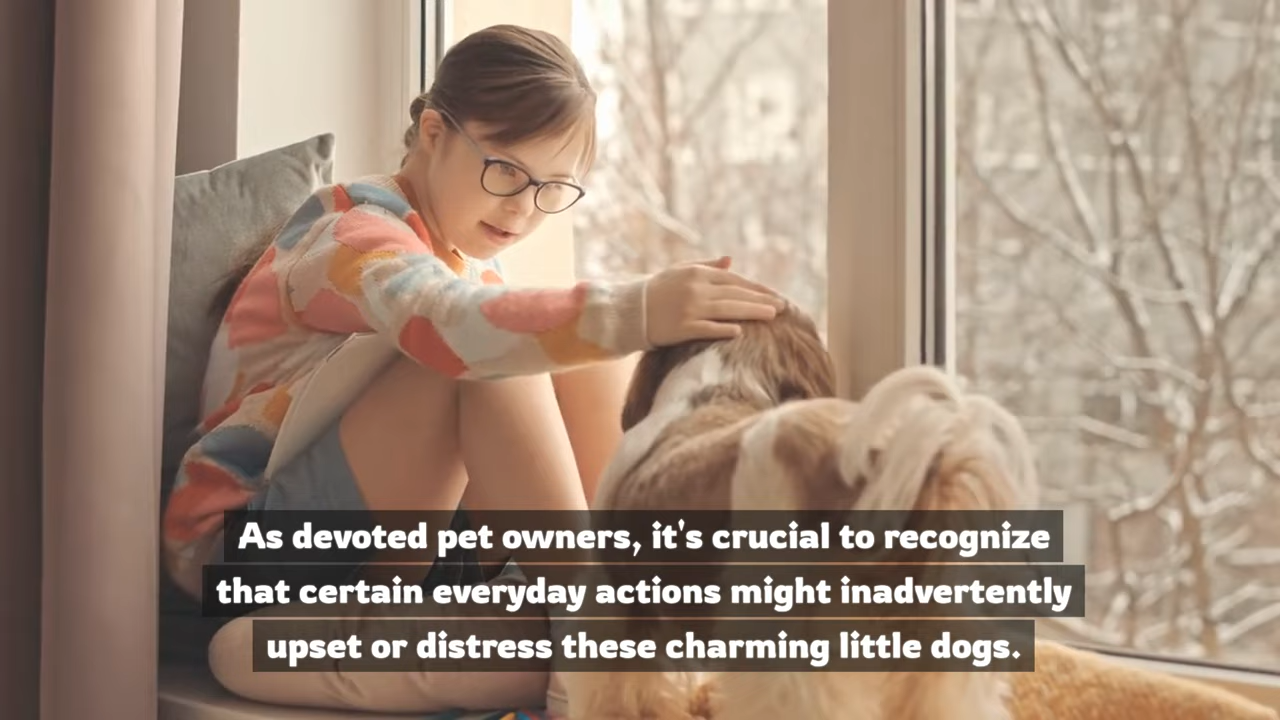 As devoted pet owners, it's crucial to recognize
that certain everyday actions might inadvertently
upset or distress these charming little dogs.